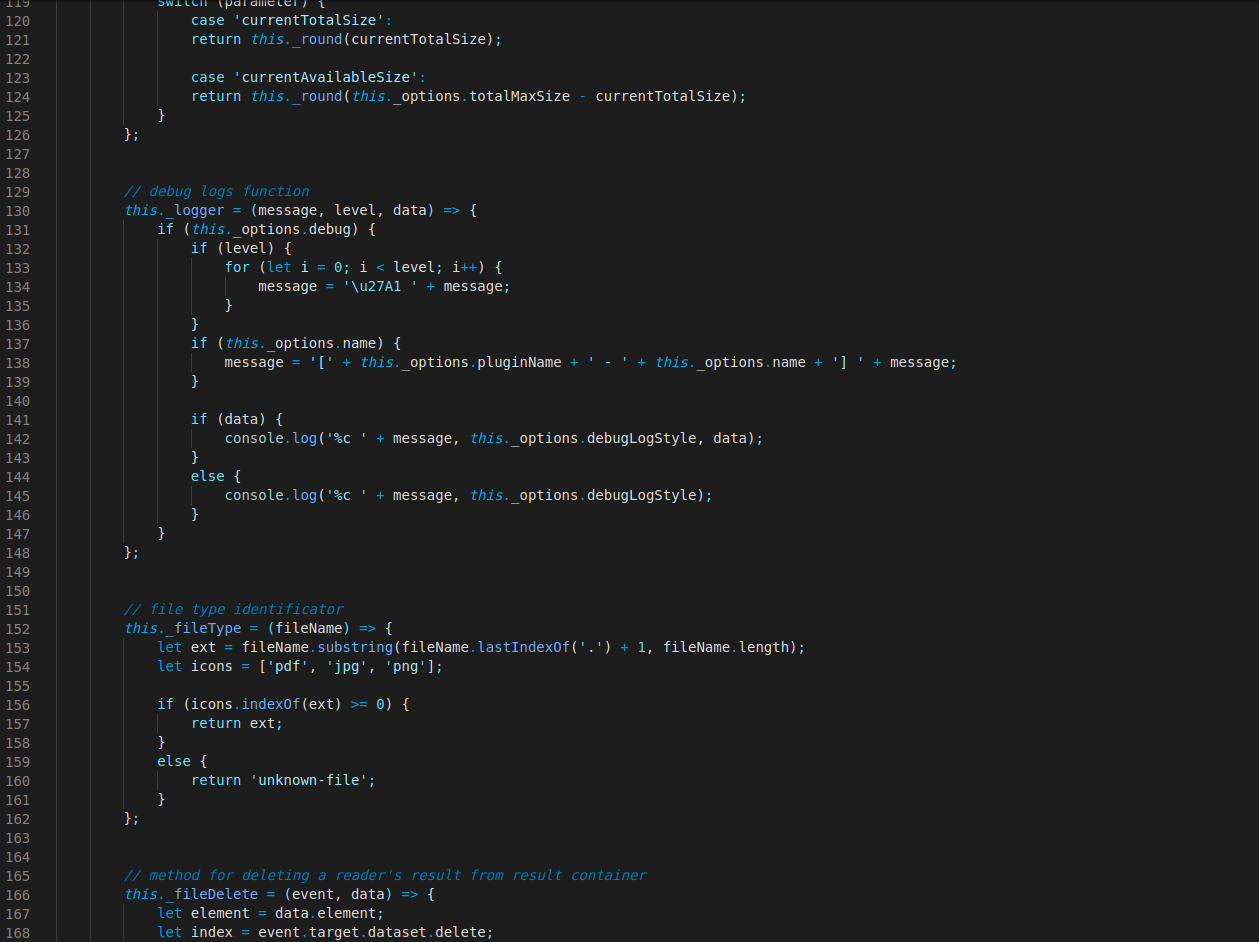 119                switch (parameter) {
120                    case 'currentTotalSize':
121                    return this._round(currentTotalSize);
122
123                    case 'currentAvailableSize':
124                    return this._round(this._options.totalMaxSize - currentTotalSize);
125                }
126            };
127
128
129            // debug logs function
130            this._logger = (message, level, data) => {
131                if (this._options.debug) {
132                    if (level) {
133                        for (let i = 0; i < level; i++) {
134                            message = '\u27A1 ' + message;
135                        }
136                    }
137                    if (this._options.name) {
138                        message = '[' + this._options.pluginName + ' - ' + this._options.name + '] ' + message;
139                    }
140
141                    if (data) {
142                        console.log('%c ' + message, this._options.debugLogStyle, data);
143                    }
144                    else {
145                        console.log('%c ' + message, this._options.debugLogStyle);
146                    }
147                }
148            };
149
150
151            // file type identificator
152            this._fileType = (fileName) => {
153                let ext = fileName.substring(fileName.lastIndexOf('.') + 1, fileName.length);
154                let icons = ['pdf', 'jpg', 'png'];
155
156                if (icons.indexOf(ext) >= 0) {
157                    return ext;
158                }
159                else {
160                    return 'unknown-file';
161                }
162            };
163
164
165            // method for deleting a reader's result from result container
166            this._fileDelete = (event, data) => {
167                let element = data.element;
168                let index = event.target.dataset.delete;